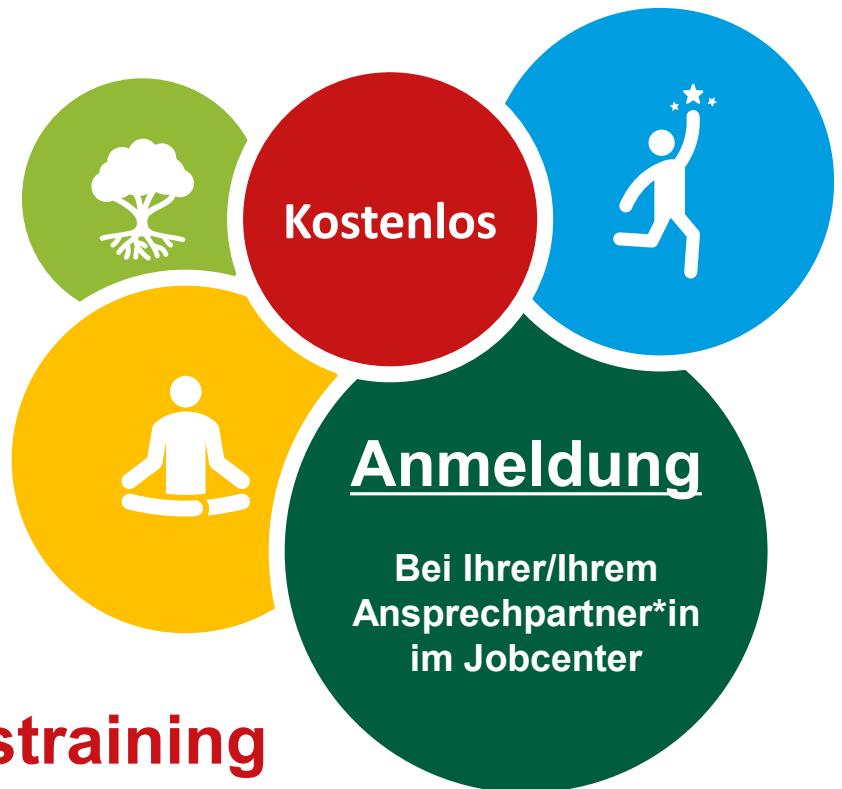 Kostenlos
Anmeldung
Bei Ihrer/Ihrem
Ansprechpartner*in
im Jobcenter
straining